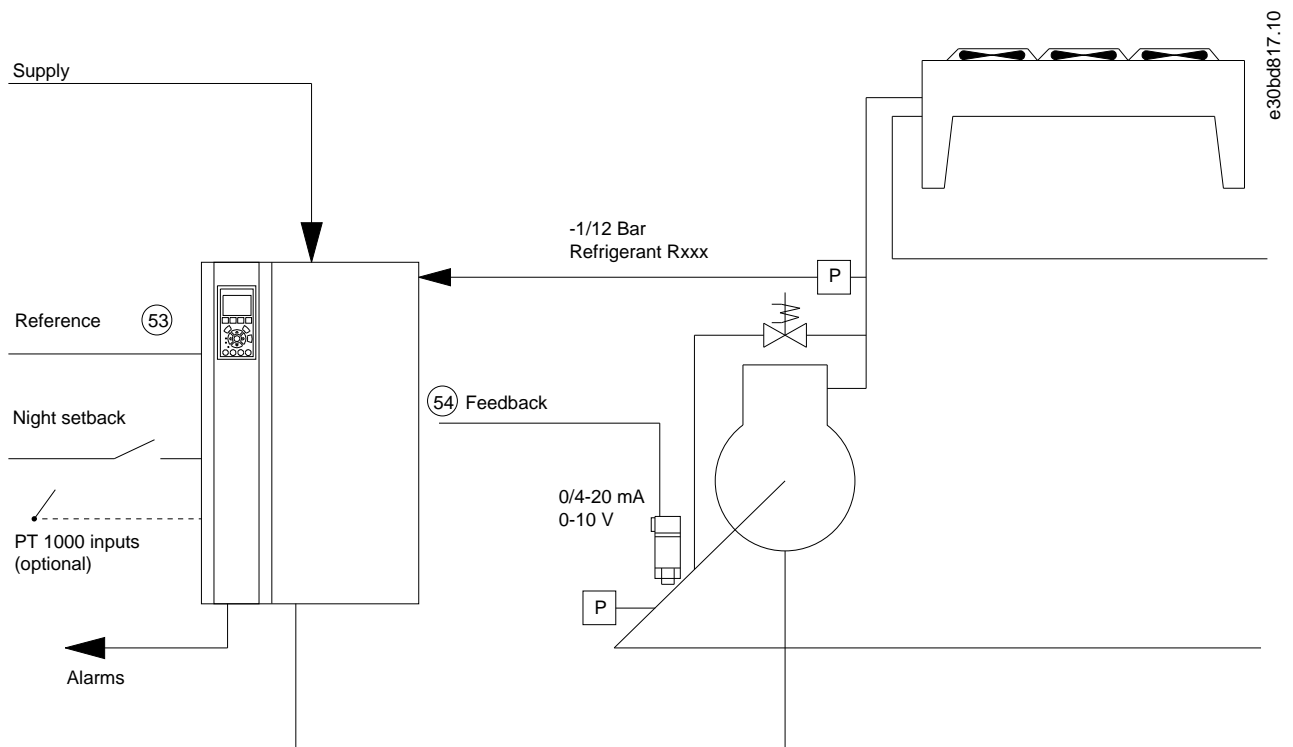 e30bd817.10
Supply
-1/12 Bar
Refrigerant Rxxx
P
Reference 53
Night setback
54 Feedback
0/4-20 mA
0-10 V
PT 1000 inputs
(optional)
P
Alarms